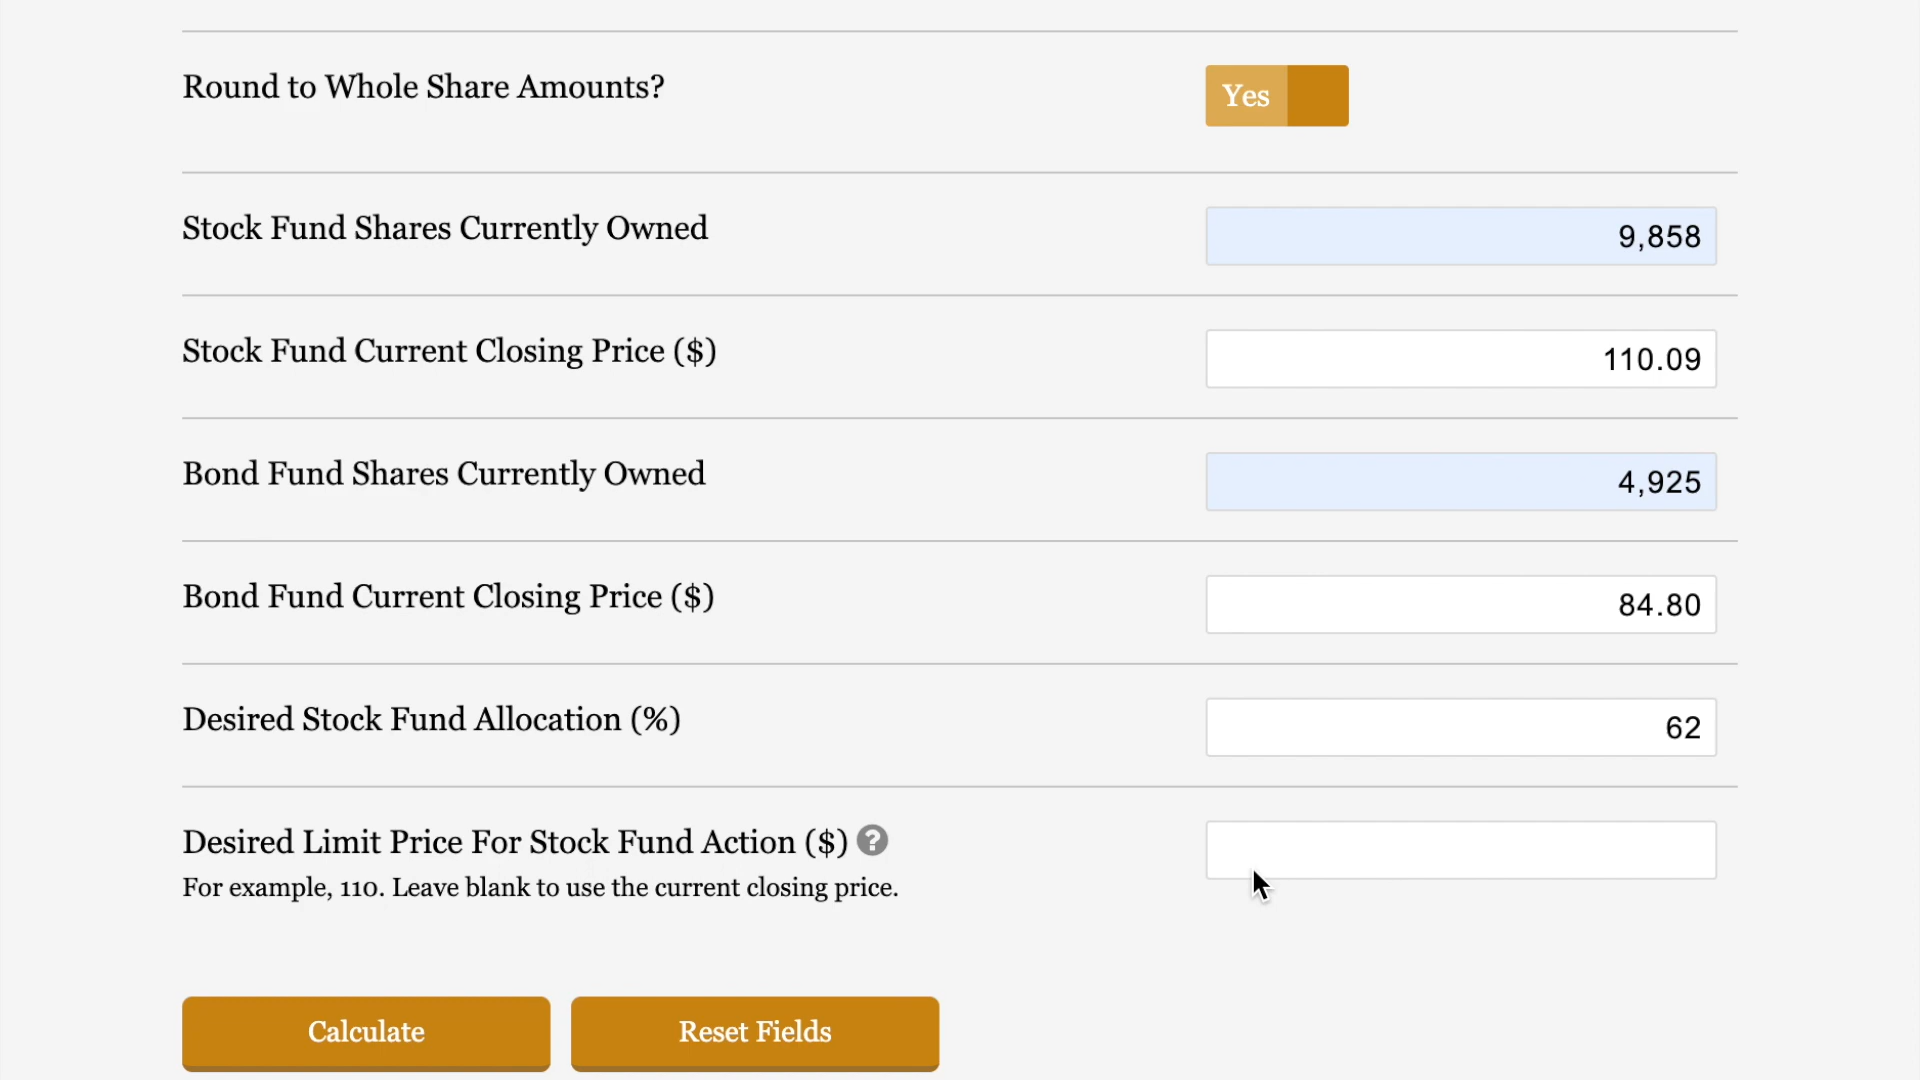 Round to Whole Share Amounts?
Yes
Stock Fund Shares Currently Owned
9,858
Stock Fund Current Closing Price ($)
110.09
Bond Fund Shares Currently Owned
4,925
Bond Fund Current Closing Price ($)
84.80
Desired Stock Fund Allocation (%)
62
Desired Limit Price For Stock Fund Action ($) ?
For example, 110. Leave blank to use the current closing price.
Calculate
Reset Fields